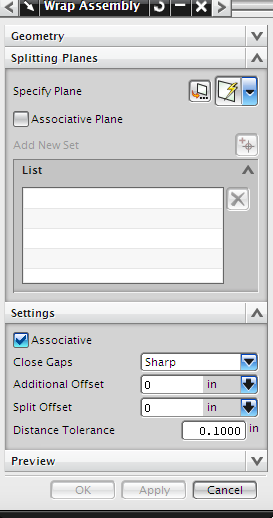 Wrap Assembly
Geometry
Splitting Planes
Specify Plane
Associative Plane
Add New Set
List
Settings
Associative
Close Gaps Sharp
Additional Offset 0 in
Split Offset 0 in
Distance Tolerance 0.1000 in
Preview
OK Apply Cancel